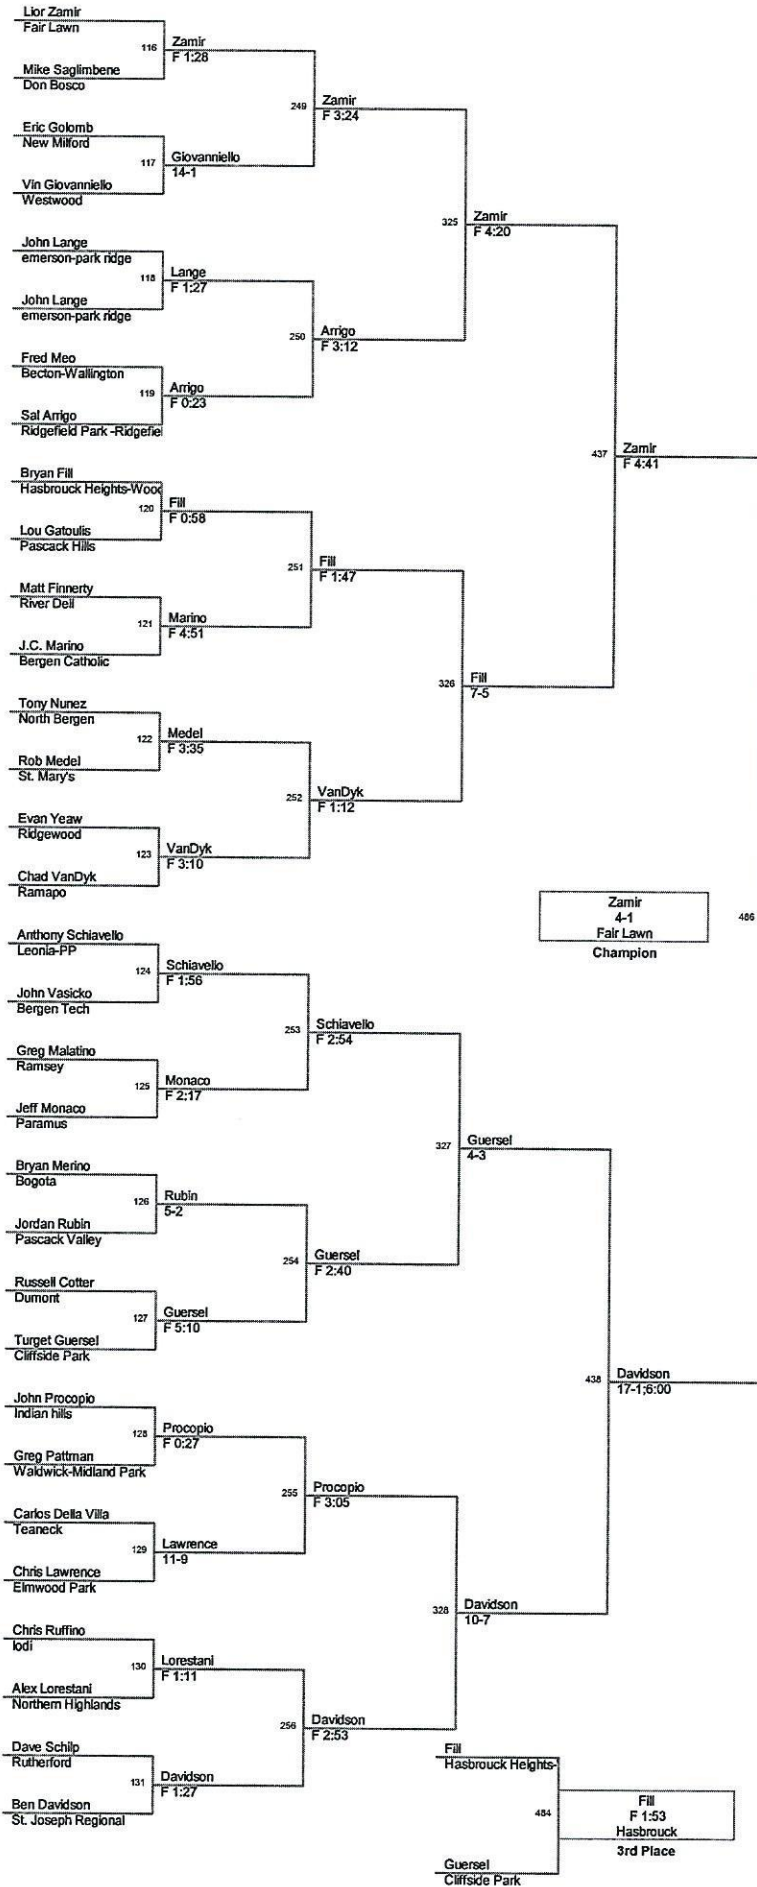 Lior Zamir
Fair Lawn
116
Zamir
F 1:28
Mike Saglimbene
Don Bosco
249
Zamir
F 3:24
Eric Golomb
New Milford
117
Giovanniello
14-1
Vin Giovanniello
Westwood
325
Zamir
F 4:20
John Lange
emerson-park ridge
118
Lange
F 1:27
John Lange
emerson-park ridge
250
Arrigo
F 3:12
Fred Meo
Becton-Wallington
119
Arrigo
F 0:23
Sal Arrigo
Ridgefield Park -Ridgefiel
437
Zamir
F 4:41
Bryan Fill
Hasbrouck Heights-Wood
120
Fill
F 0:58
Lou Gatoulis
Pascack Hills
251
Fill
F 1:47
Matt Finnerty
River Dell
121
Marino
F 4:51
J.C. Marino
Bergen Catholic
326
Fill
7-5
Tony Nunez
North Bergen
122
Medel
F 3:35
Rob Medel
St. Mary's
252
VanDyk
F 1:12
Evan Yeaw
Ridgewood
123
VanDyk
F 3:10
Chad VanDyk
Ramapo
Zamir
4-1
Fair Lawn
Champion
486
Anthony Schiavello
Leonia-PP
124
Schiavello
F 1:56
John Vasicko
Bergen Tech
253
Schiavello
F 2:54
Greg Malatino
Ramsey
125
Monaco
F 2:17
Jeff Monaco
Paramus
327
Guersel
4-3
Bryan Merino
Bogota
126
Rubin
5-2
Jordan Rubin
Pascack Valley
254
Guersel
F 2:40
Russell Cotter
Dumont
127
Guersel
F 5:10
Turget Guersel
Cliffside Park
438
Davidson
17-1;6:00
John Procopio
Indian hills
128
Procopio
F 0:27
Greg Pattman
Waldwick-Midland Park
255
Procopio
F 3:05
Carlos Della Villa
Teaneck
129
Lawrence
11-9
Chris Lawrence
Elmwood Park
328
Davidson
10-7
Chris Ruffino
lodi
130
Lorestani
F 1:11
Alex Lorestani
Northern Highlands
256
Davidson
F 2:53
Dave Schilp
Rutherford
131
Davidson
F 1:27
Ben Davidson
St. Joseph Regional
Fill
Hasbrouck Heights-
484
Fill
F 1:53
Hasbrouck
3rd Place
Guersel
Cliffside Park